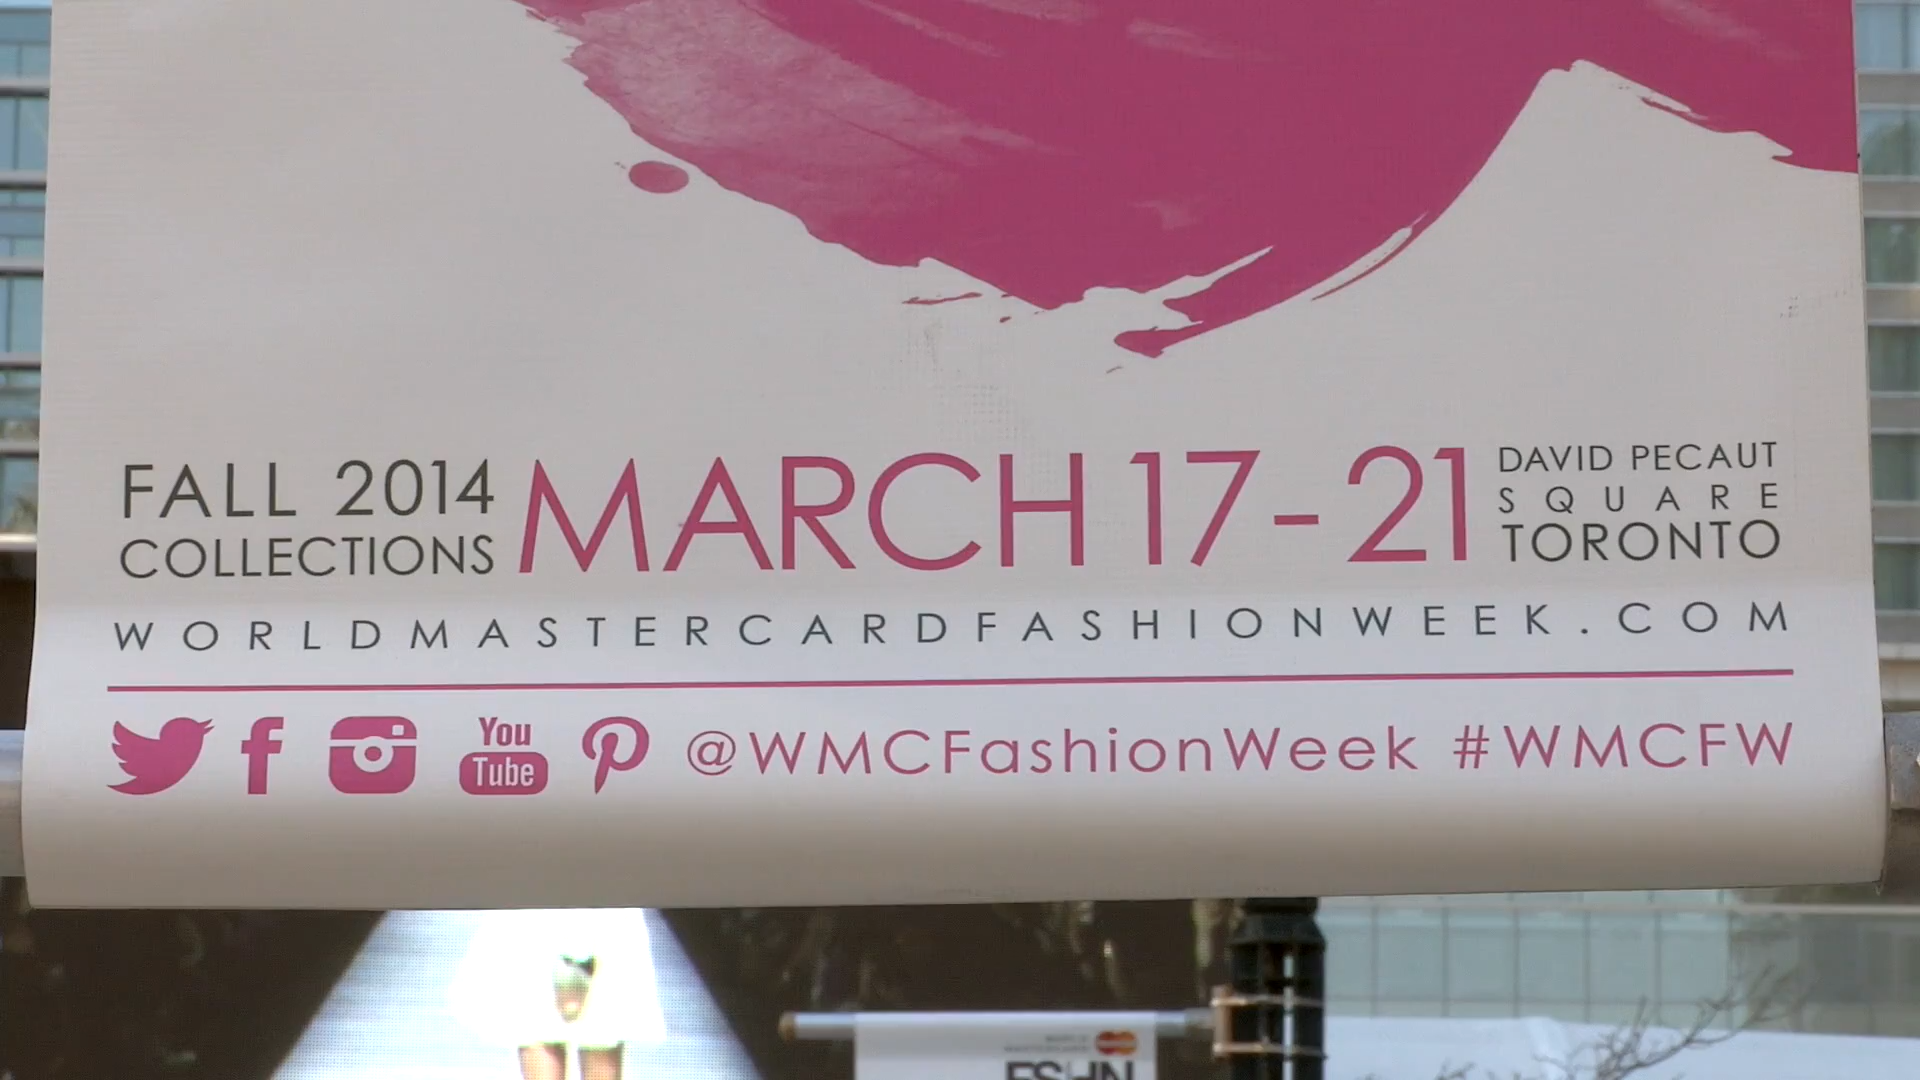 FALL 2014
COLLECTIONS
MARCH 17 - 21
DAVID PECAUT
SQUARE
TORONTO
WORLDMASTERCARDFASHIONWEEK.COM
You
Tube
@WMCFashionWeek #WMCFW